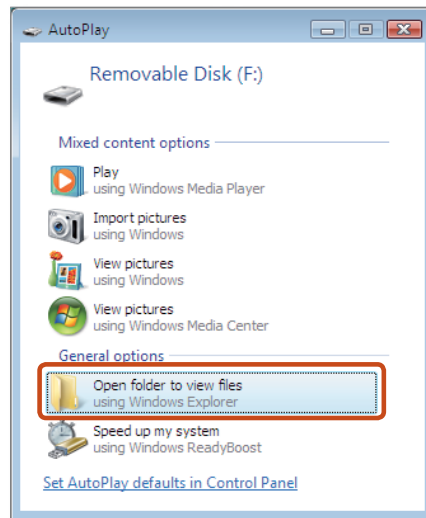 AutoPlay
Removable Disk (F:)
Mixed content options
Play
using Windows Media Player
Import pictures
using Windows
View pictures
using Windows
View pictures
using Windows Media Center
General options
Open folder to view files
using Windows Explorer
Speed up my system
using Windows ReadyBoost
Set AutoPlay defaults in Control Panel